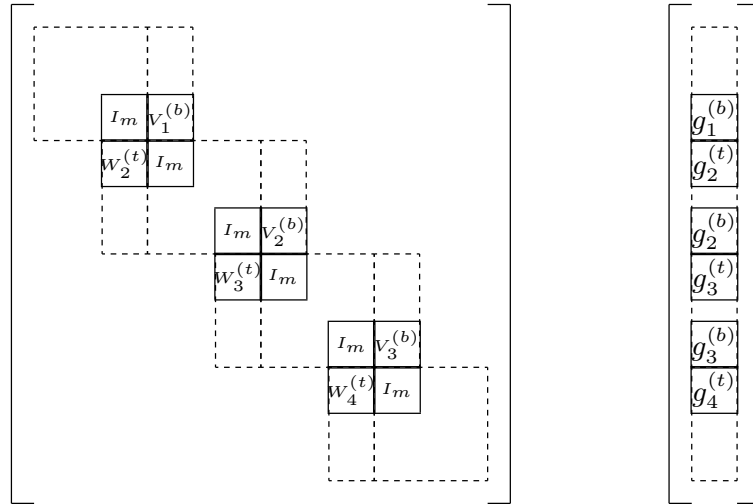 I_m V_1^{(b)} g_1^{(b)}
W_2^{(t)} I_m g_2^{(t)}
I_m V_2^{(b)} g_2^{(b)}
W_3^{(t)} I_m g_3^{(t)}
I_m V_3^{(b)} g_3^{(b)}
W_4^{(t)} I_m g_4^{(t)}